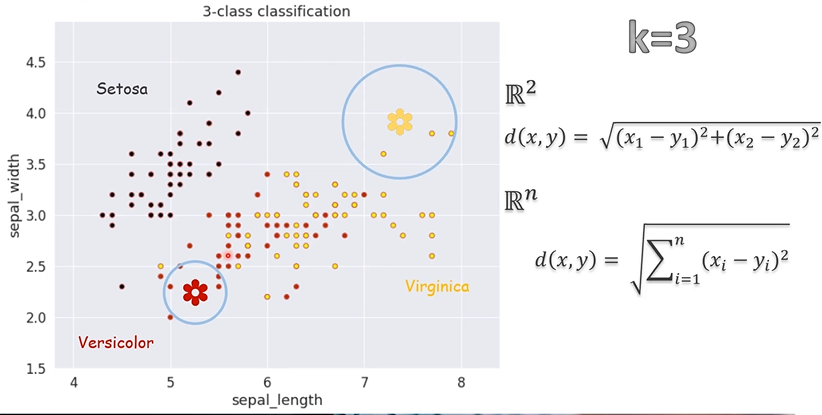 3-class classification
k=3
4.5
4.0
3.5
3.0
2.5
2.0
1.5
sepal_width
Setosa
Virginica
Versicolor
4 5 6 7 8
sepal_length
ℝ²
d(x,y) = √(x₁ − y₁)²+(x₂ − y₂)²
ℝⁿ
d(x,y) = √∑ⁿᵢ₌₁ (xᵢ − yᵢ)²